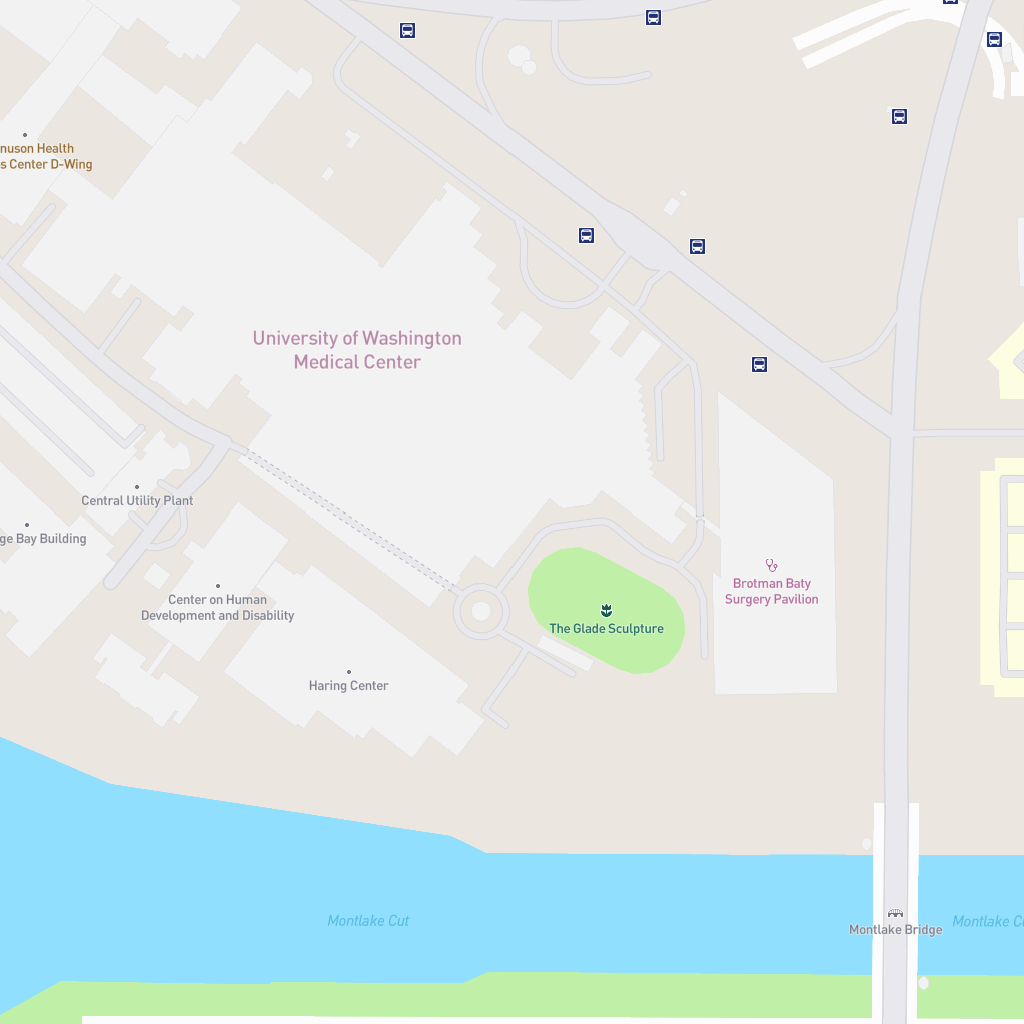 nuson Health
s Center D-Wing
University of Washington
Medical Center
Central Utility Plant
ge Bay Building
Center on Human
Development and Disability
Brotman Baty
Surgery Pavilion
The Glade Sculpture
Haring Center
Montlake Cut
Montlake C
Montlake Bridge